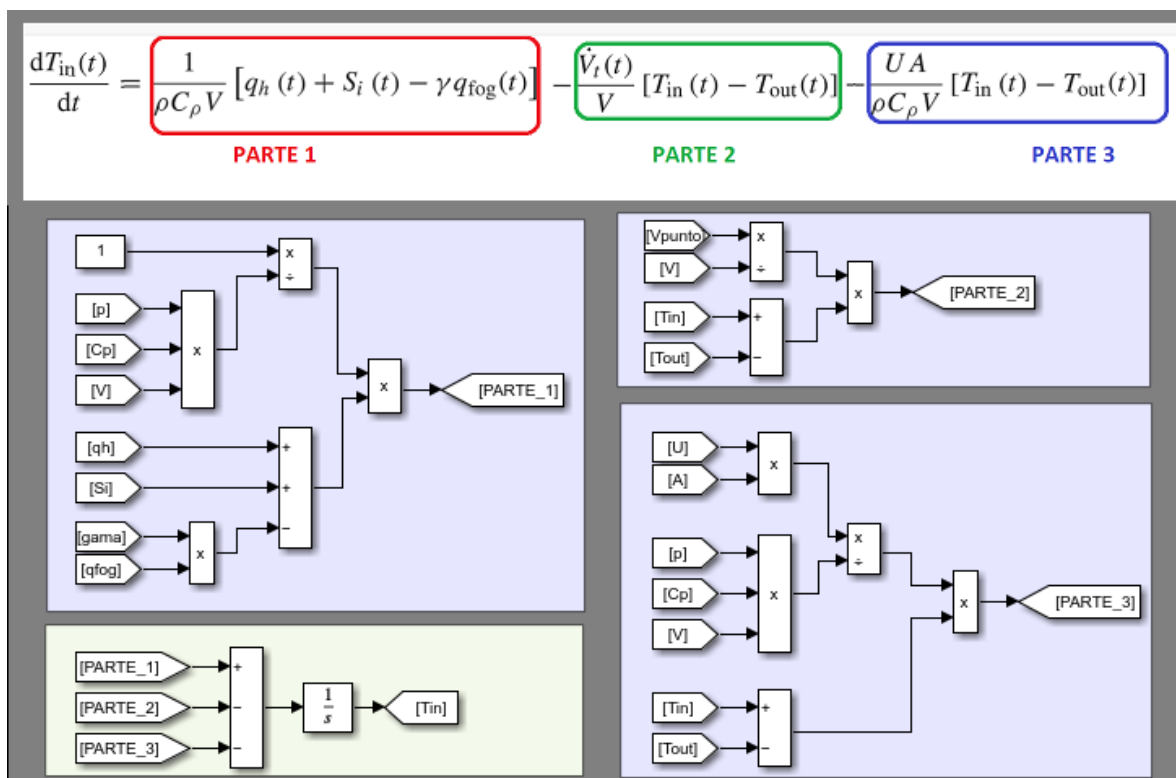 dT_in(t)/dt = 1/(ρC_ρV) [q_h (t) + S_i (t) − γq_fog(t)] − V̇_t(t)/V [T_in (t) − T_out(t)] − UA/(ρC_ρV) [T_in (t) − T_out(t)]
PARTE 1
PARTE 2
PARTE 3
1
x
÷
[p]
[Cp]
[V]
x
x
[PARTE_1]
[qh]
[Si]
+
+
−
[gama]
[qfog]
x
[Vpunto]
[V]
x
÷
[Tin]
[Tout]
+
−
x
[PARTE_2]
[U]
[A]
x
[p]
[Cp]
[V]
x
x
÷
x
[PARTE_3]
[Tin]
[Tout]
+
−
[PARTE_1]
[PARTE_2]
[PARTE_3]
+
−
−
1/s
[Tin]